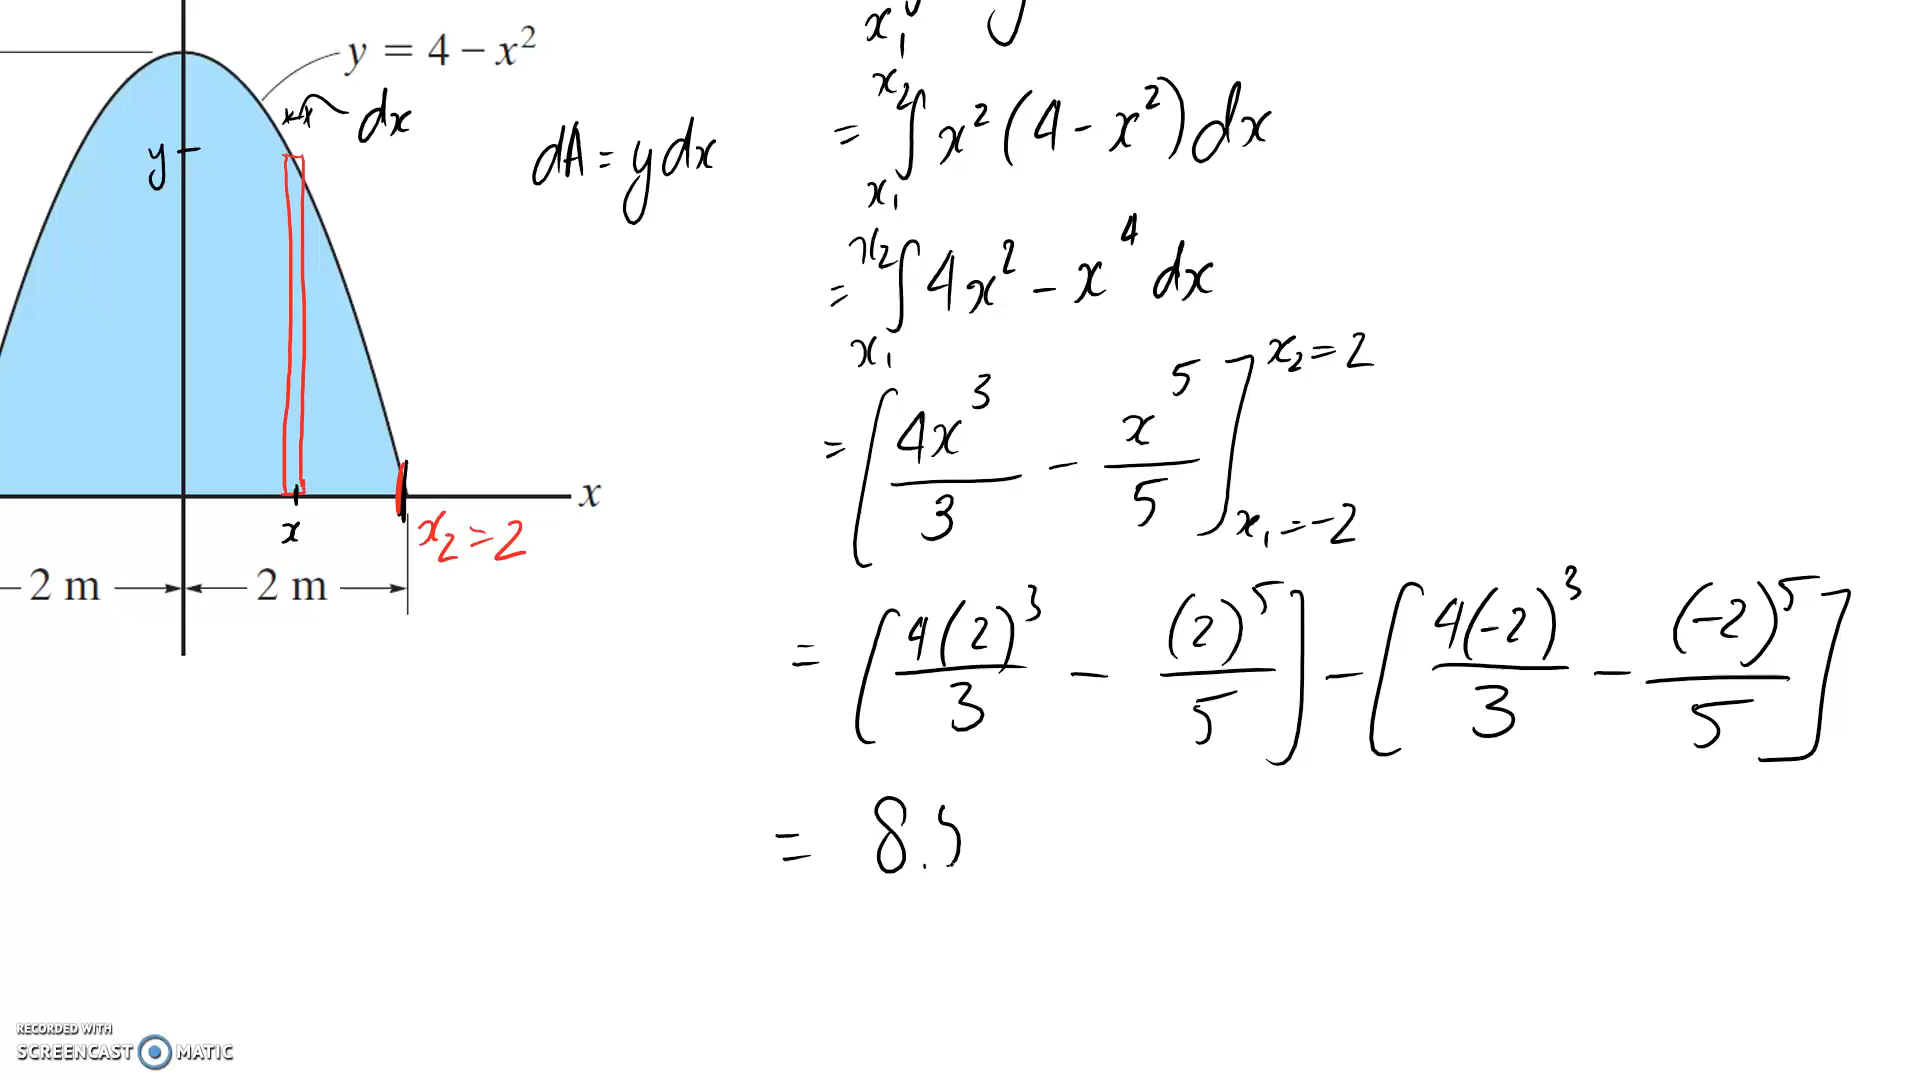 y = 4 − x²
dx
y
dA = y dx
x
x₂ = 2
2 m
2 m
x
x₁ y
= ∫ x₂ x₁ x² (4 - x²) dx
= ∫ x₂ x₁ 4x² - x⁴ dx
= [4x³/3 - x⁵/5] x₂ = 2 x₁ = -2
= [4(2)³/3 - (2)⁵/5] - [4(-2)³/3 - (-2)⁵/5]
= 8.5
RECORDED WITH
SCREENCAST MATIC